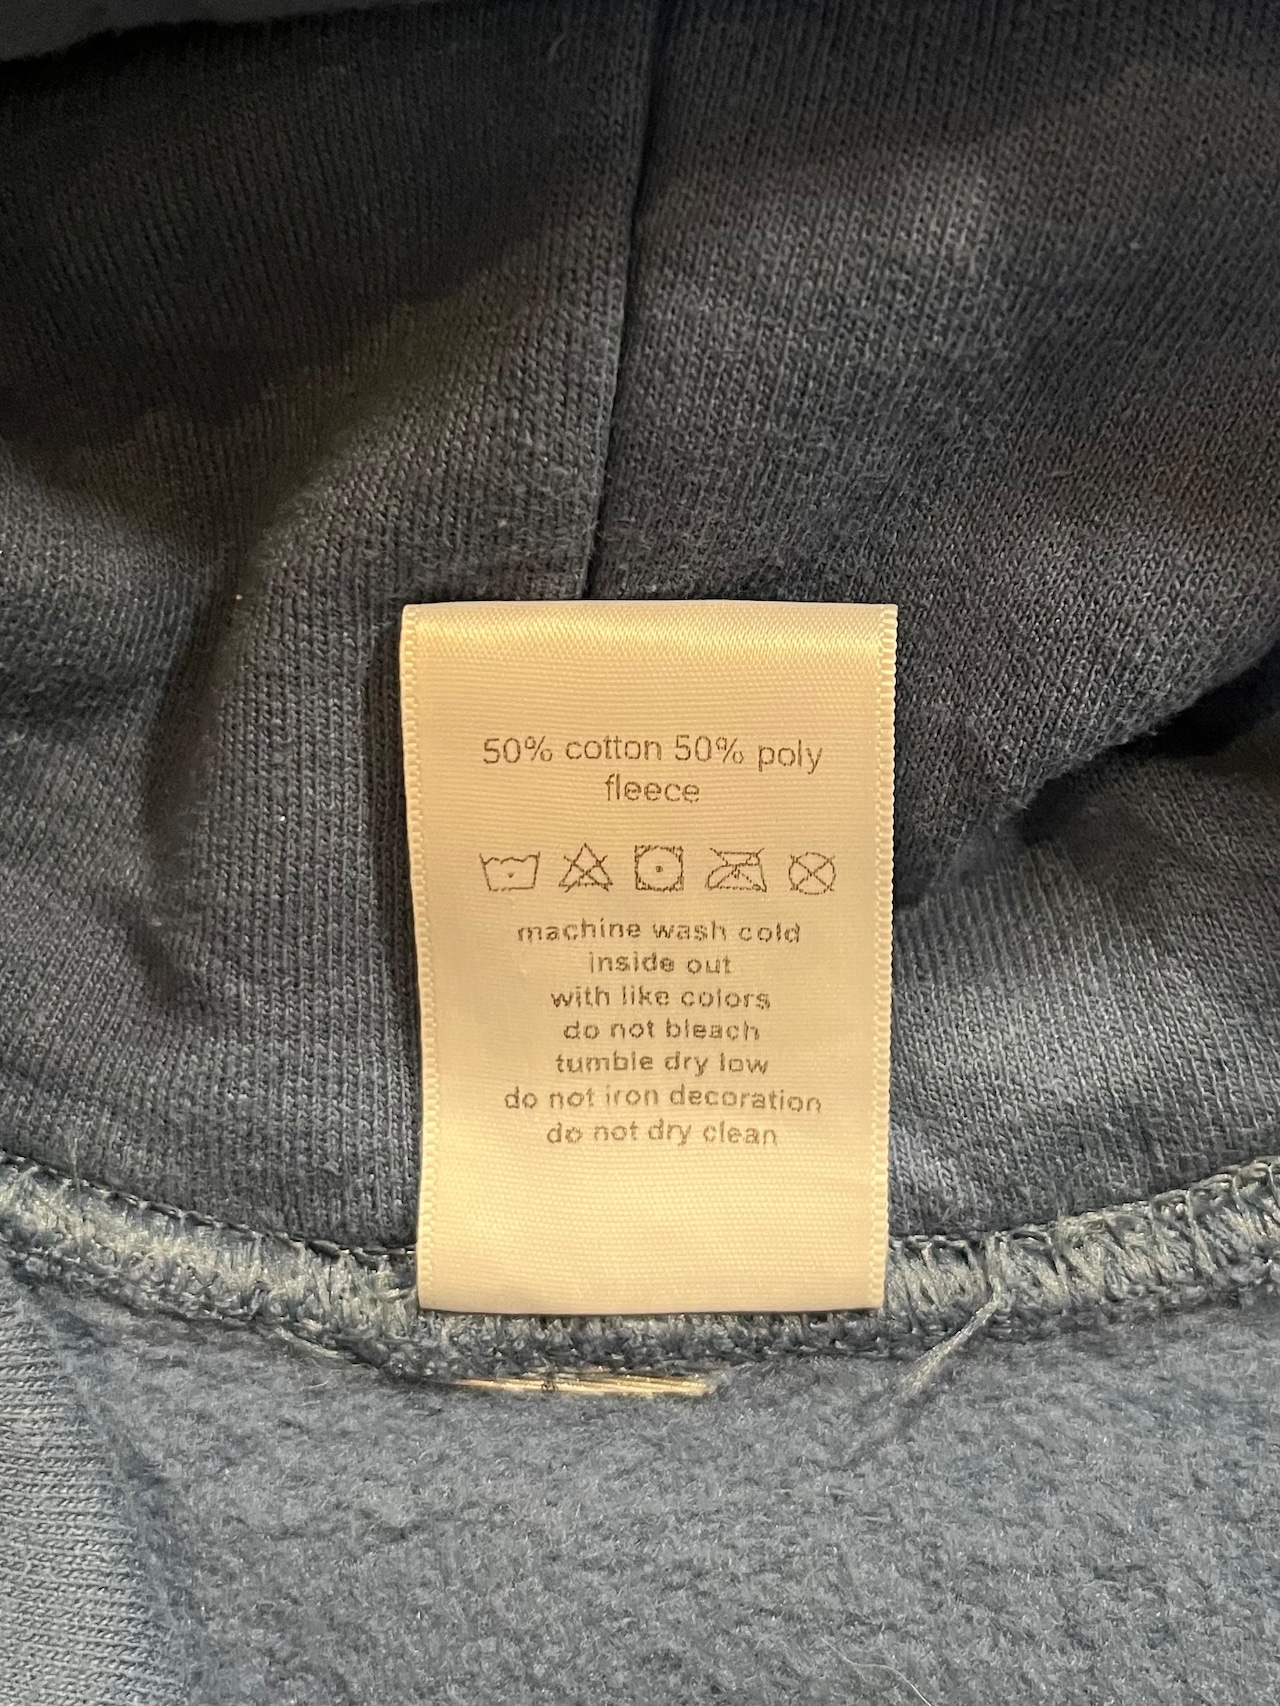 50% cotton 50% poly
fleece
machine wash cold
inside out
with like colors
do not bleach
tumble dry low
do not iron decoration
do not dry clean